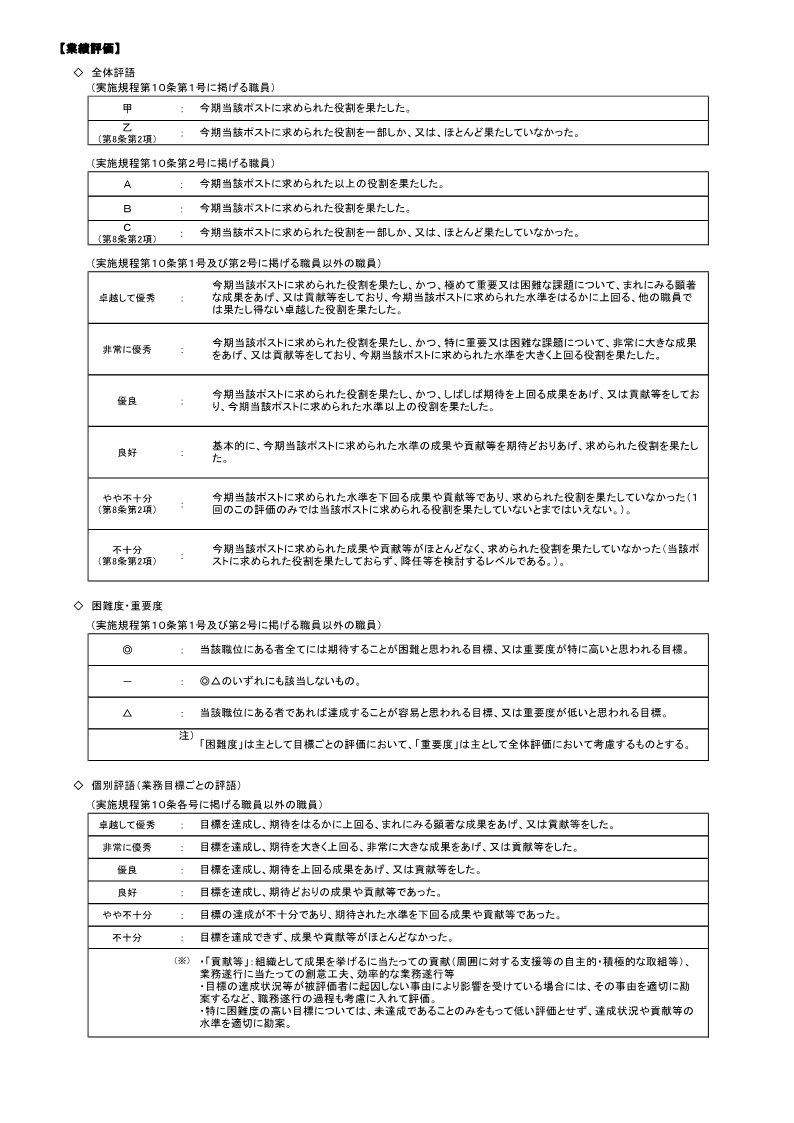 【業績評価】
◇ 全体評語
（実施規程第１０条第１号に掲げる職員）
甲 ： 今期当該ポストに求められた役割を果たした。
乙
（第8条第2項） ： 今期当該ポストに求められた役割を一部しか、又は、ほとんど果たしていなかった。
（実施規程第１０条第２号に掲げる職員）
Ａ ： 今期当該ポストに求められた以上の役割を果たした。
Ｂ ： 今期当該ポストに求められた役割を果たした。
Ｃ
（第8条第2項） ： 今期当該ポストに求められた役割を一部しか、又は、ほとんど果たしていなかった。
（実施規程第１０条第１号及び第２号に掲げる職員以外の職員）
卓越して優秀 ： 今期当該ポストに求められた役割を果たし、かつ、極めて重要又は困難な課題について、まれにみる顕著
な成果をあげ、又は貢献等をしており、今期当該ポストに求められた水準をはるかに上回る、他の職員で
は果たし得ない卓越した役割を果たした。
非常に優秀 ： 今期当該ポストに求められた役割を果たし、かつ、特に重要又は困難な課題について、非常に大きな成果
をあげ、又は貢献等をしており、今期当該ポストに求められた水準を大きく上回る役割を果たした。
優良 ： 今期当該ポストに求められた役割を果たし、かつ、しばしば期待を上回る成果をあげ、又は貢献等をしてお
り、今期当該ポストに求められた水準以上の役割を果たした。
良好 ： 基本的に、今期当該ポストに求められた水準の成果や貢献等を期待どおりあげ、求められた役割を果たし
た。
やや不十分
（第8条第2項） ： 今期当該ポストに求められた水準を下回る成果や貢献等であり、求められた役割を果たしていなかった（１
回のこの評価のみでは当該ポストに求められる役割を果たしていないとまではいえない。）。
不十分
（第8条第2項） ： 今期当該ポストに求められた成果や貢献等がほとんどなく、求められた役割を果たしていなかった（当該ポ
ストに求められた役割を果たしておらず、降任等を検討するレベルである。）。
◇ 困難度・重要度
（実施規程第１０条第１号及び第２号に掲げる職員以外の職員）
◎ ： 当該職位にある者全てには期待することが困難と思われる目標、又は重要度が特に高いと思われる目標。
－ ： ◎△のいずれにも該当しないもの。
△ ： 当該職位にある者であれば達成することが容易と思われる目標、又は重要度が低いと思われる目標。
注）
「困難度」は主として目標ごとの評価において、「重要度」は主として全体評価において考慮するものとする。
◇ 個別評語（業務目標ごとの評語）
（実施規程第１０条各号に掲げる職員以外の職員）
卓越して優秀 ： 目標を達成し、期待をはるかに上回る、まれにみる顕著な成果をあげ、又は貢献等をした。
非常に優秀 ： 目標を達成し、期待を大きく上回る、非常に大きな成果をあげ、又は貢献等をした。
優良 ： 目標を達成し、期待を上回る成果をあげ、又は貢献等をした。
良好 ： 目標を達成し、期待どおりの成果や貢献等であった。
やや不十分 ： 目標の達成が不十分であり、期待された水準を下回る成果や貢献等であった。
不十分 ： 目標を達成できず、成果や貢献等がほとんどなかった。
（※） ・「貢献等」：組織として成果を挙げるに当たっての貢献（周囲に対する支援等の自主的・積極的な取組等）、
業務遂行に当たっての創意工夫、効率的な業務遂行等
・目標の達成状況等が被評価者に起因しない事由により影響を受けている場合には、その事由を適切に勘
案するなど、職務遂行の過程も考慮に入れて評価。
・特に困難度の高い目標については、未達成であることのみをもって低い評価とせず、達成状況や貢献等の
水準を適切に勘案。